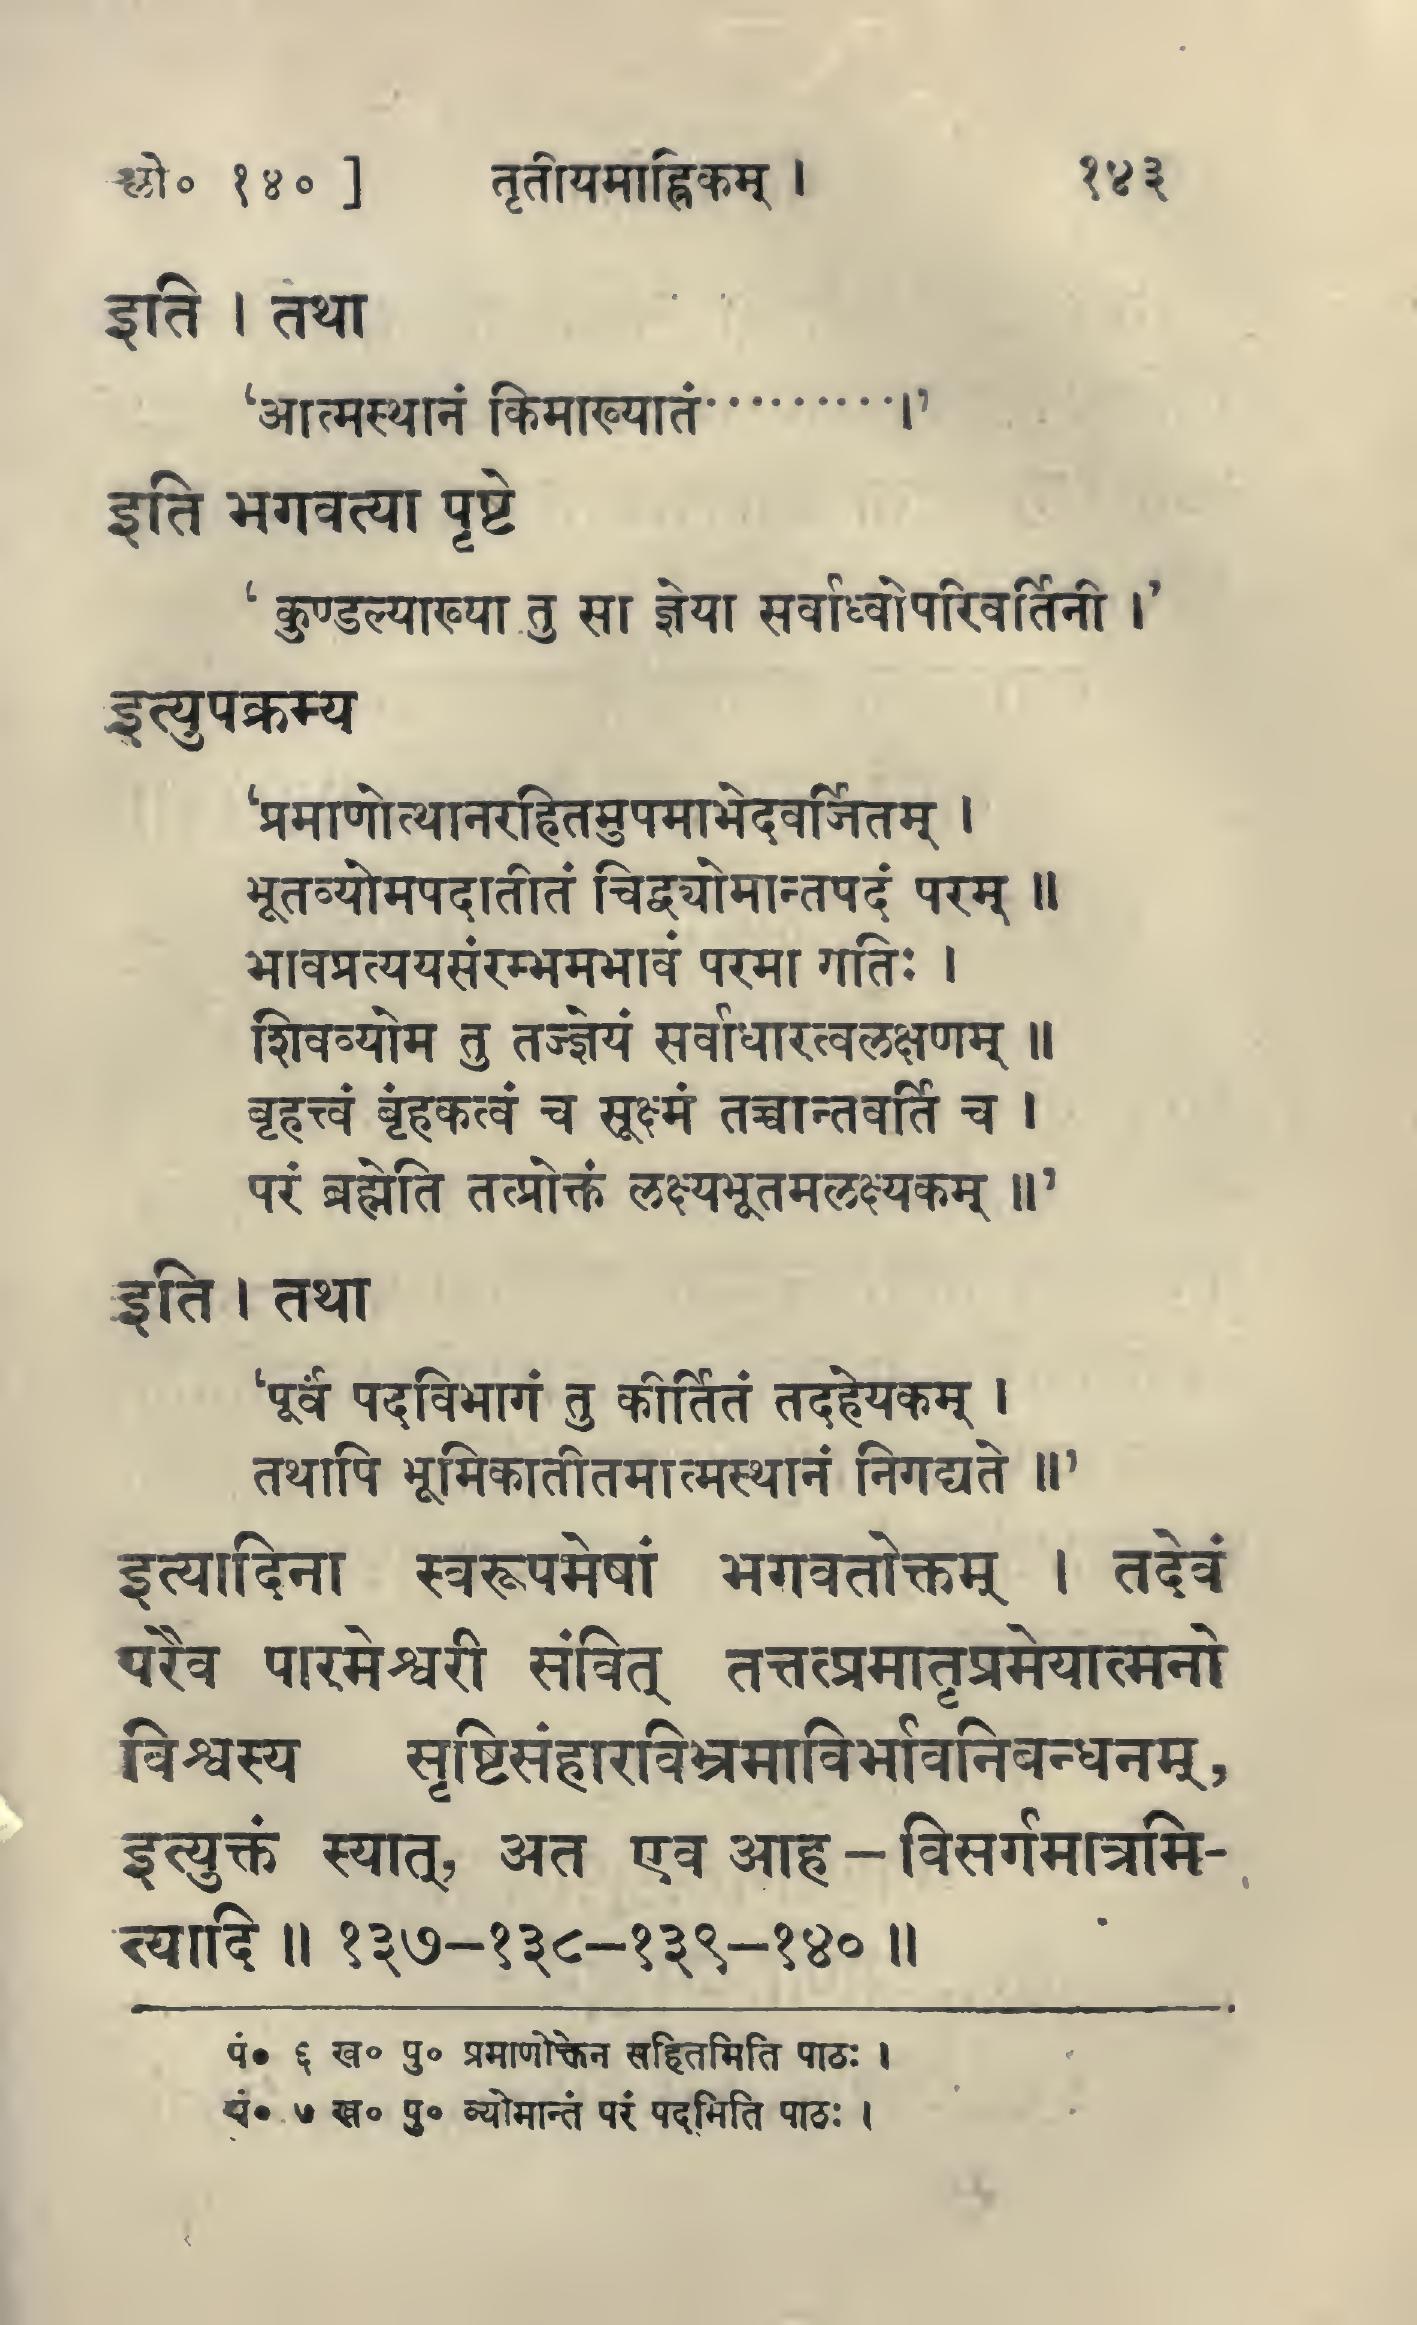 श्लो० १४० ] तृतीयमाह्निकम् । १४३
इति । तथा
‘आत्मस्थानं किमाख्यातं··········।’
इति भगवत्या पृष्टे
‘ कुण्डल्याख्या तु सा ज्ञेया सर्वाध्वोपरिवर्तिनी ।’
इत्युपक्रम्य
‘प्रमाणोत्थानरहितमुपमाभेदवर्जितम् ।
भूतव्योमपदातीतं चिद्व्योमान्तपदं परम् ॥
भावप्रत्ययसंरम्भमभावं परमा गतिः ।
शिवव्योम तु तज्ज्ञेयं सर्वाधारत्वलक्षणम् ॥
बृहत्त्वं बृंहकत्वं च सूक्ष्मं तच्चान्तवर्ति च ।
परं ब्रह्मेति तत्प्रोक्तं लक्ष्यभूतमलक्ष्यकम् ॥’
इति । तथा
‘पूर्वं पदविभागं तु कीर्तितं तदहेयकम् ।
तथापि भूमिकातीतमात्मस्थानं निगद्यते ॥’
इत्यादिना स्वरूपमेषां भगवतोक्तम् । तदेवं
परैव पारमेश्वरी संवित् तत्तत्प्रमातृप्रमेयात्मनो
विश्वस्य सृष्टिसंहारविभ्रमाविर्भावनिबन्धनम्,
इत्युक्तं स्यात्, अत एव आह – विसर्गमात्रमि-
त्यादि ॥ १३७–१३८–१३९–१४० ॥
पं० ६ ख० पु० प्रमाणोक्तेन सहितमिति पाठः ।
पं० ७ ख० पु० व्योमान्तं परं पदमिति पाठः ।